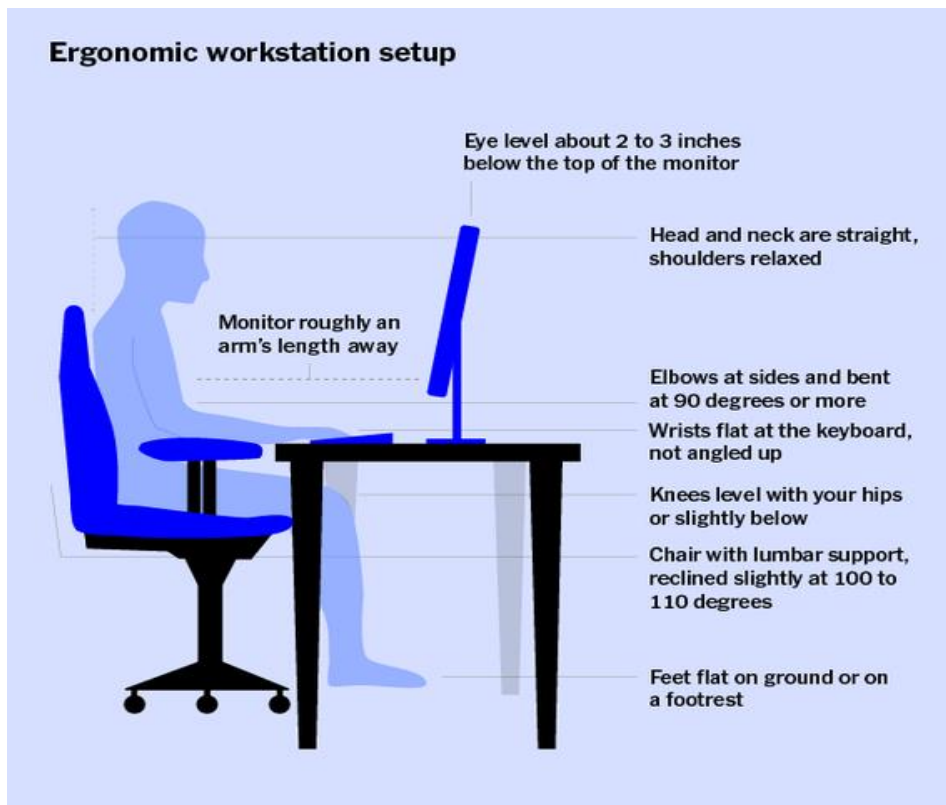 Ergonomic workstation setup
Eye level about 2 to 3 inches
below the top of the monitor
Head and neck are straight,
shoulders relaxed
Monitor roughly an
arm's length away
Elbows at sides and bent
at 90 degrees or more
Wrists flat at the keyboard,
not angled up
Knees level with your hips
or slightly below
Chair with lumbar support,
reclined slightly at 100 to
110 degrees
Feet flat on ground or on
a footrest